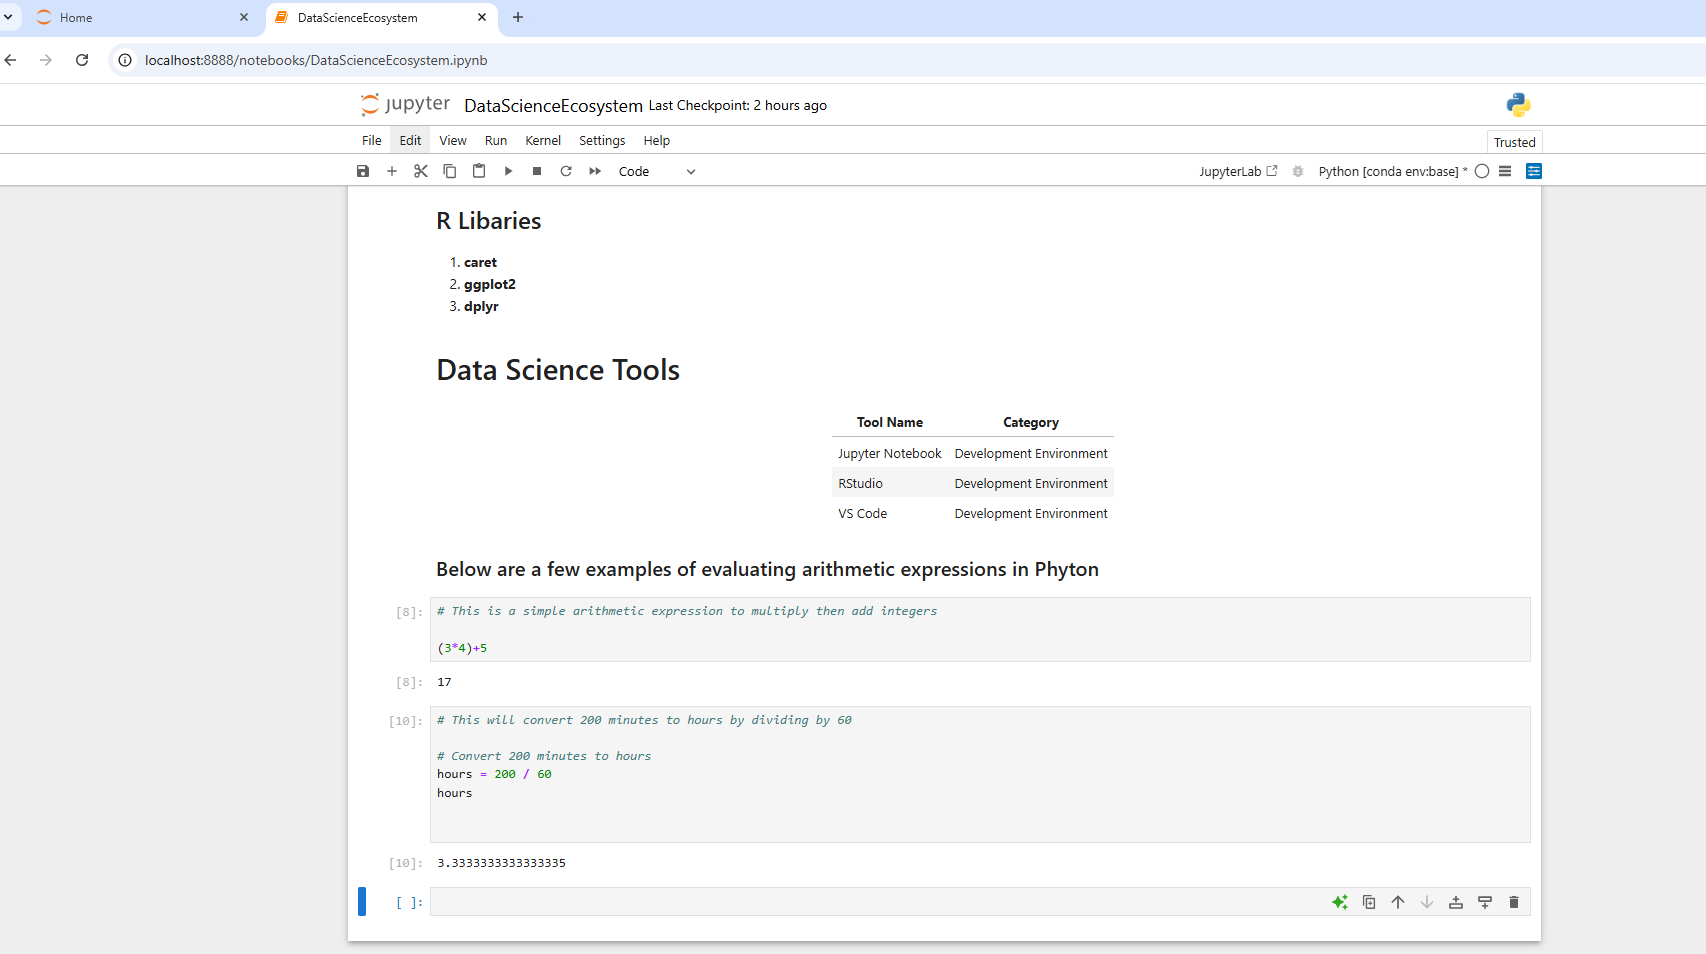 Home
DataScienceEcosystem
localhost:8888/notebooks/DataScienceEcosystem.ipynb
jupyter DataScienceEcosystem Last Checkpoint: 2 hours ago
File Edit View Run Kernel Settings Help
Trusted
Code
JupyterLab Python [conda env:base] *
R Libaries
1. caret
2. ggplot2
3. dplyr
Data Science Tools
Tool Name Category
Jupyter Notebook Development Environment
RStudio Development Environment
VS Code Development Environment
Below are a few examples of evaluating arithmetic expressions in Phyton
[8]: # This is a simple arithmetic expression to multiply then add integers
(3*4)+5
[8]: 17
[10]: # This will convert 200 minutes to hours by dividing by 60
# Convert 200 minutes to hours
hours = 200 / 60
hours
[10]: 3.3333333333333335
[ ]: